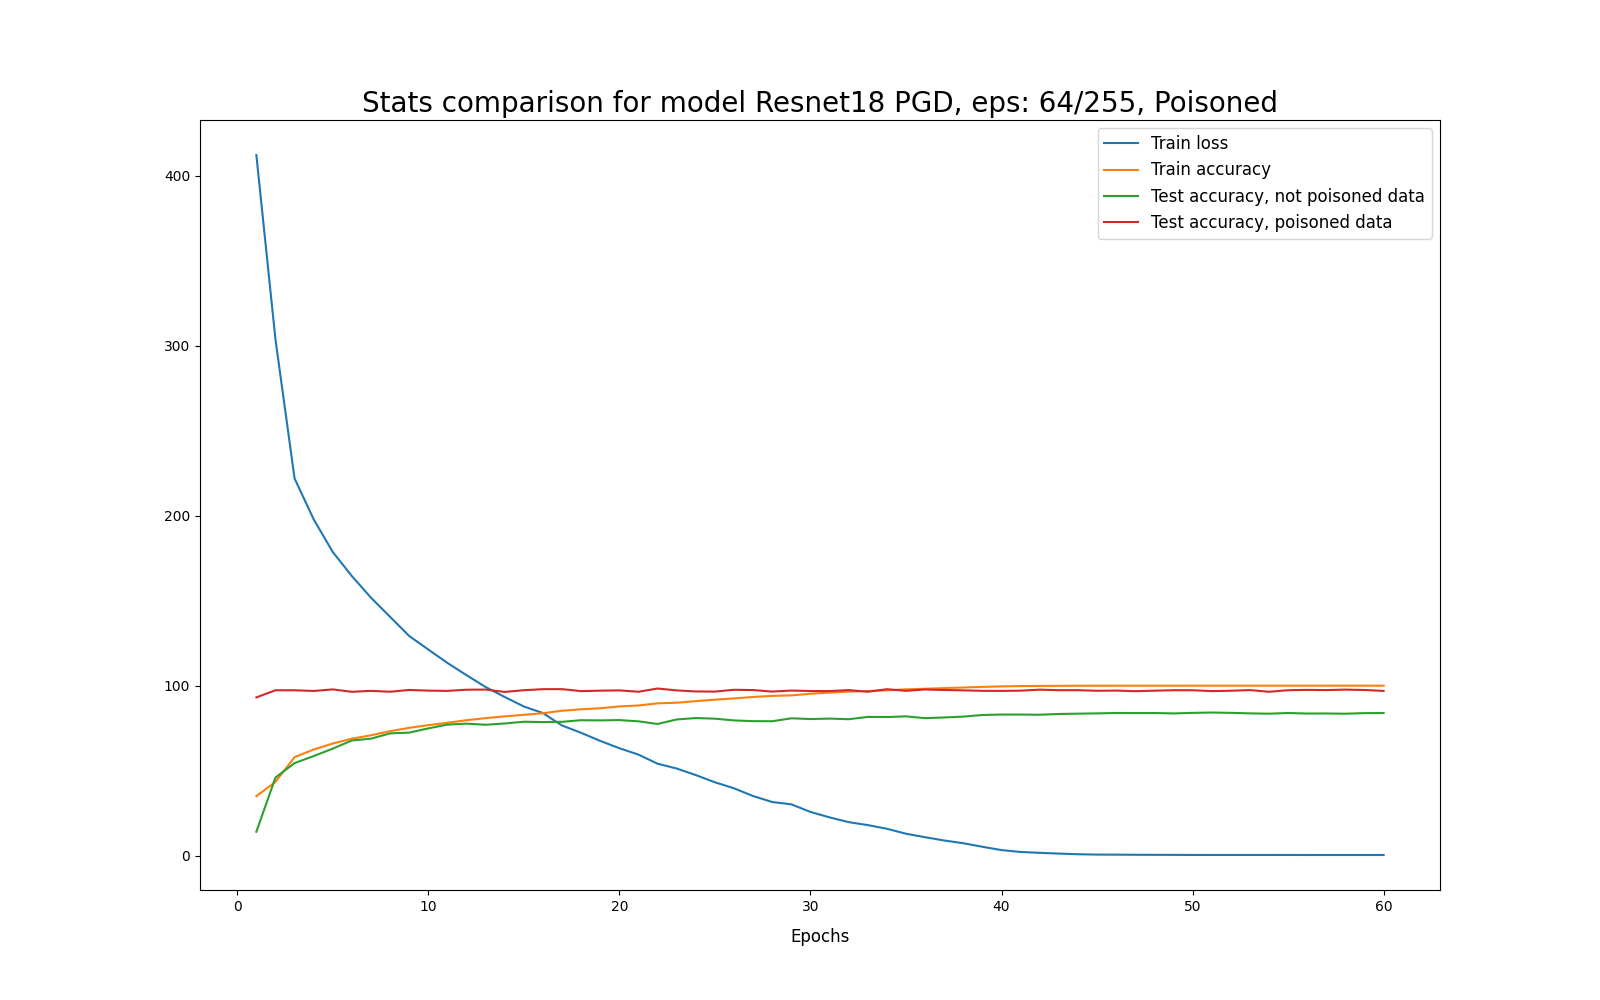 Stats comparison for model Resnet18 PGD, eps: 64/255, Poisoned
Train loss
Train accuracy
Test accuracy, not poisoned data
Test accuracy, poisoned data
400
300
200
100
0
0 10 20 30 40 50 60
Epochs